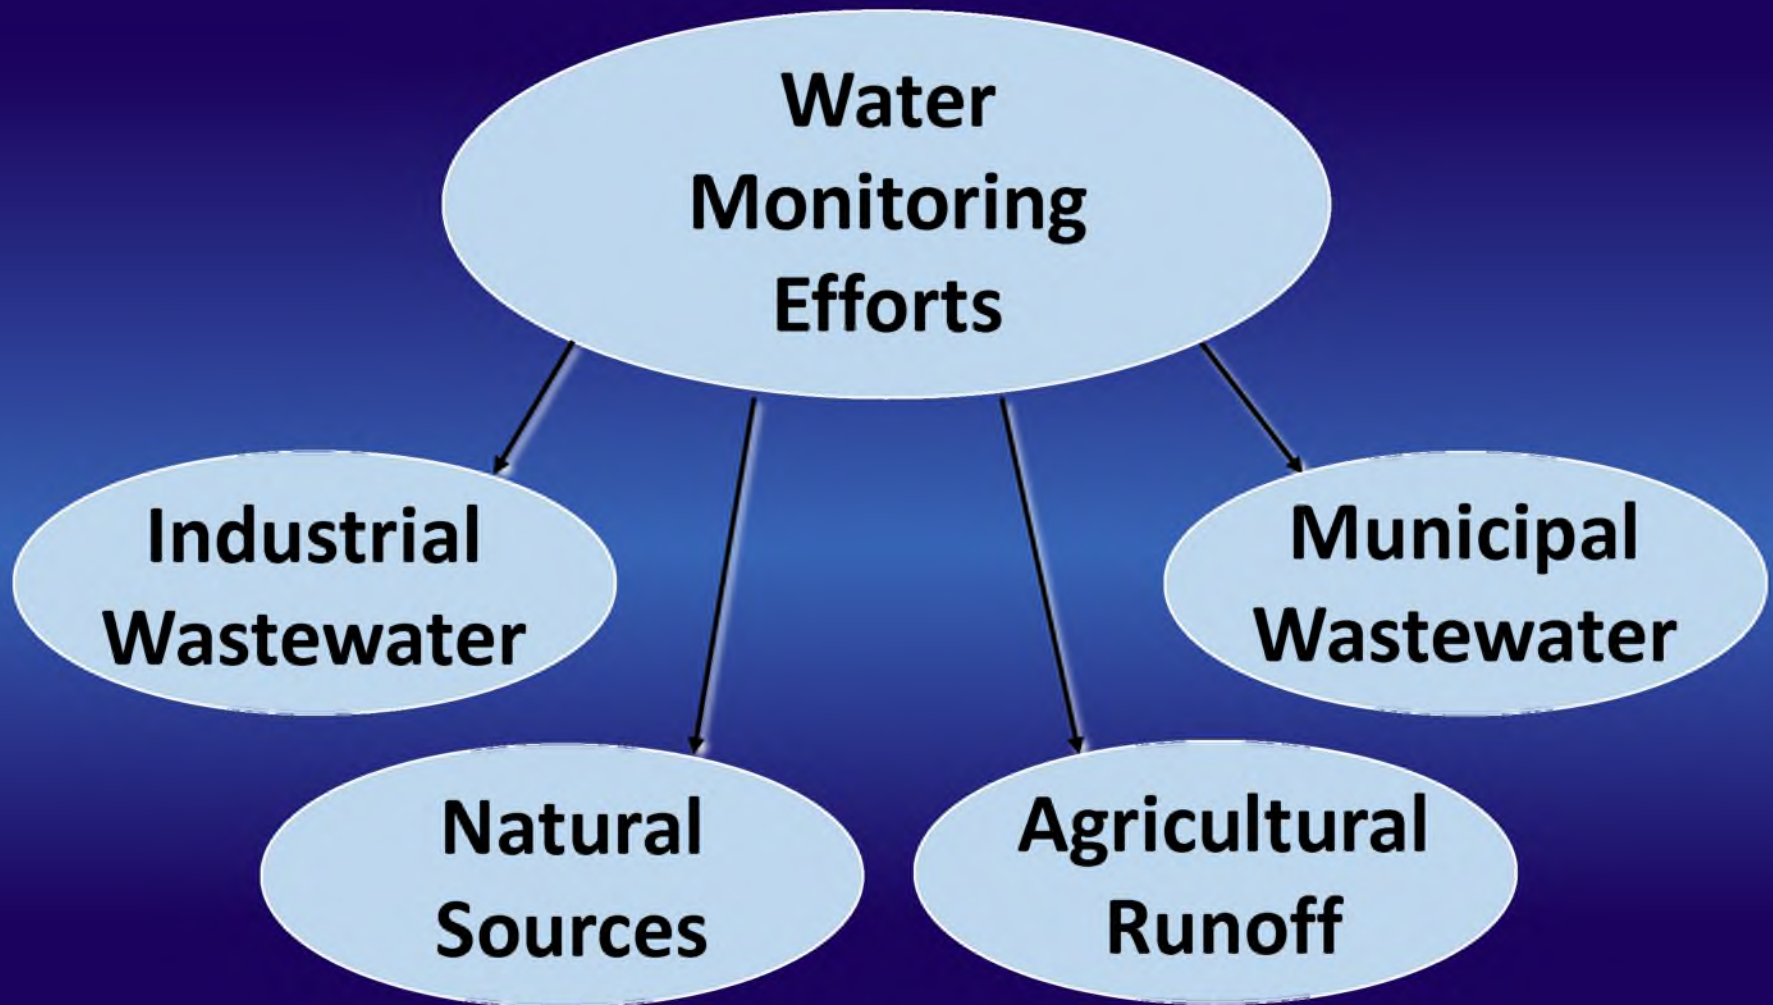 Water
Monitoring
Efforts
Industrial
Wastewater
Municipal
Wastewater
Natural
Sources
Agricultural
Runoff